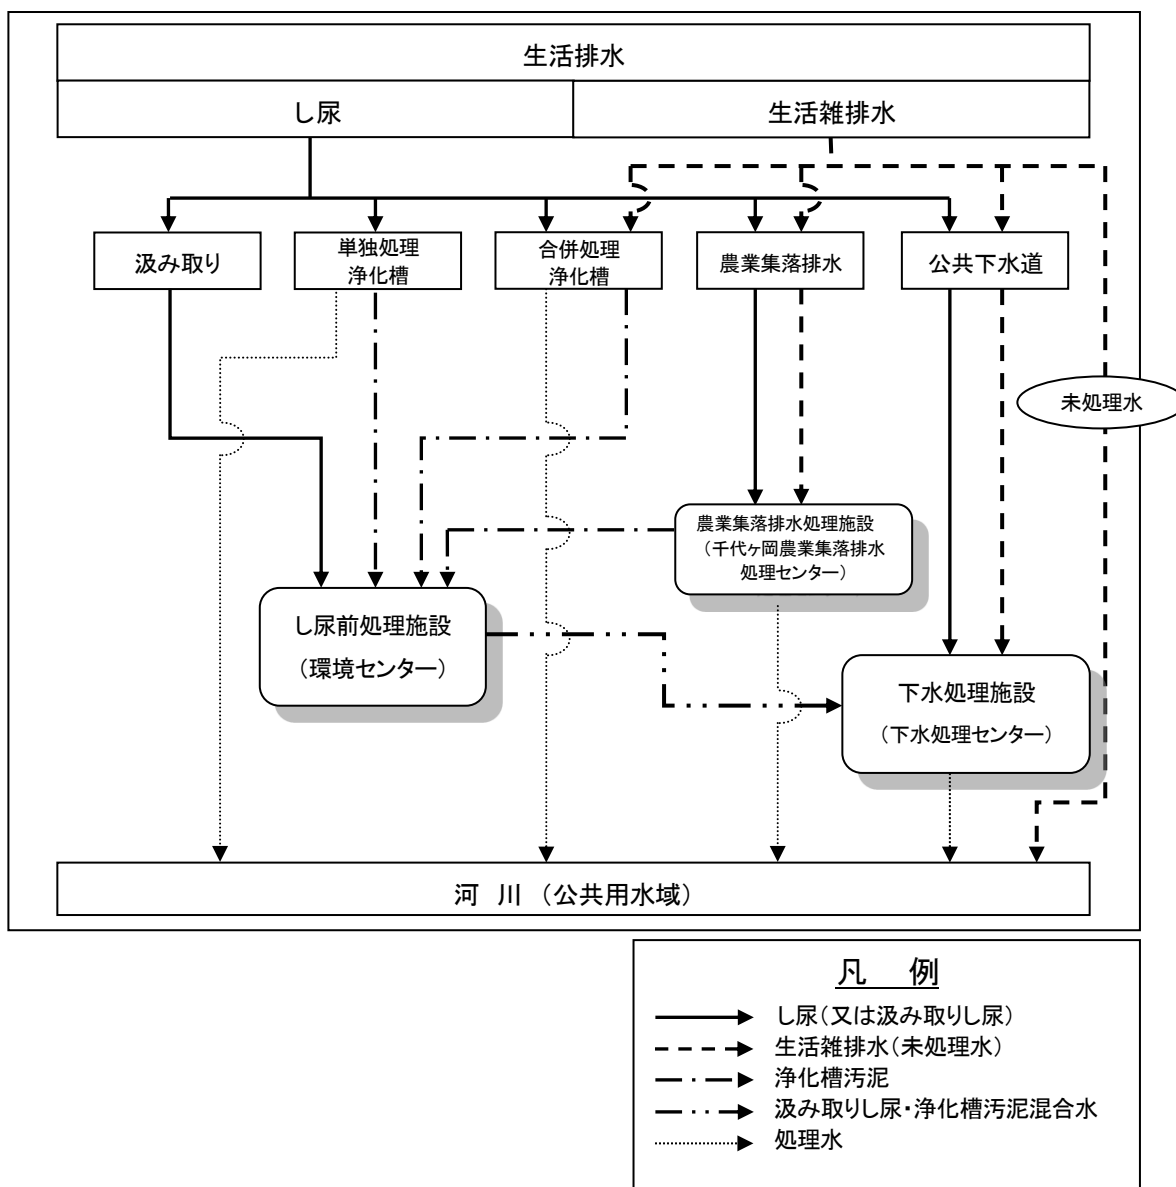 生活排水
し尿
生活雑排水
汲み取り
単独処理
浄化槽
合併処理
浄化槽
農業集落排水
公共下水道
未処理水
農業集落排水処理施設
（千代ヶ岡農業集落排水
処理センター）
し尿前処理施設
（環境センター）
下水処理施設
（下水処理センター）
河　川　（公共用水域）
凡　例
し尿（又は汲み取りし尿）
生活雑排水（未処理水）
浄化槽汚泥
汲み取りし尿・浄化槽汚泥混合水
処理水